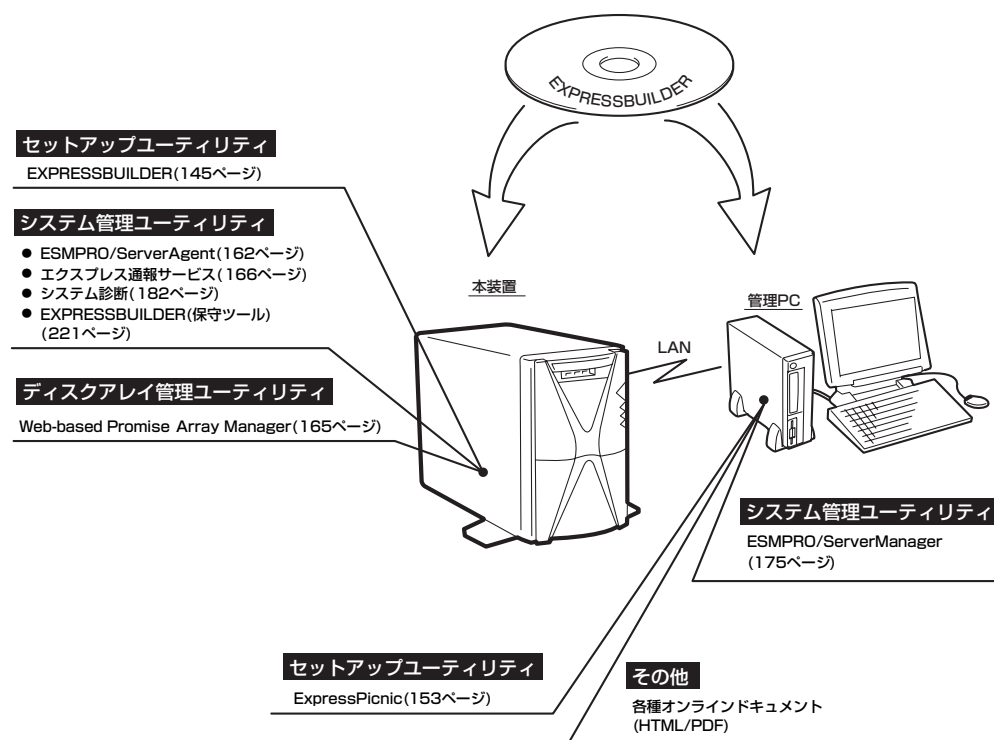 EXPRESSBUILDER
セットアップユーティリティ
EXPRESSBUILDER(145ページ)
システム管理ユーティリティ
● ESMPRO/ServerAgent(162ページ)
● エクスプレス通報サービス(166ページ)
● システム診断(182ページ)
● EXPRESSBUILDER(保守ツール)
(221ページ)
ディスクアレイ管理ユーティリティ
Web-based Promise Array Manager(165ページ)
本装置
LAN
管理PC
システム管理ユーティリティ
ESMPRO/ServerManager
(175ページ)
セットアップユーティリティ
ExpressPicnic(153ページ)
その他
各種オンラインドキュメント
(HTML/PDF)